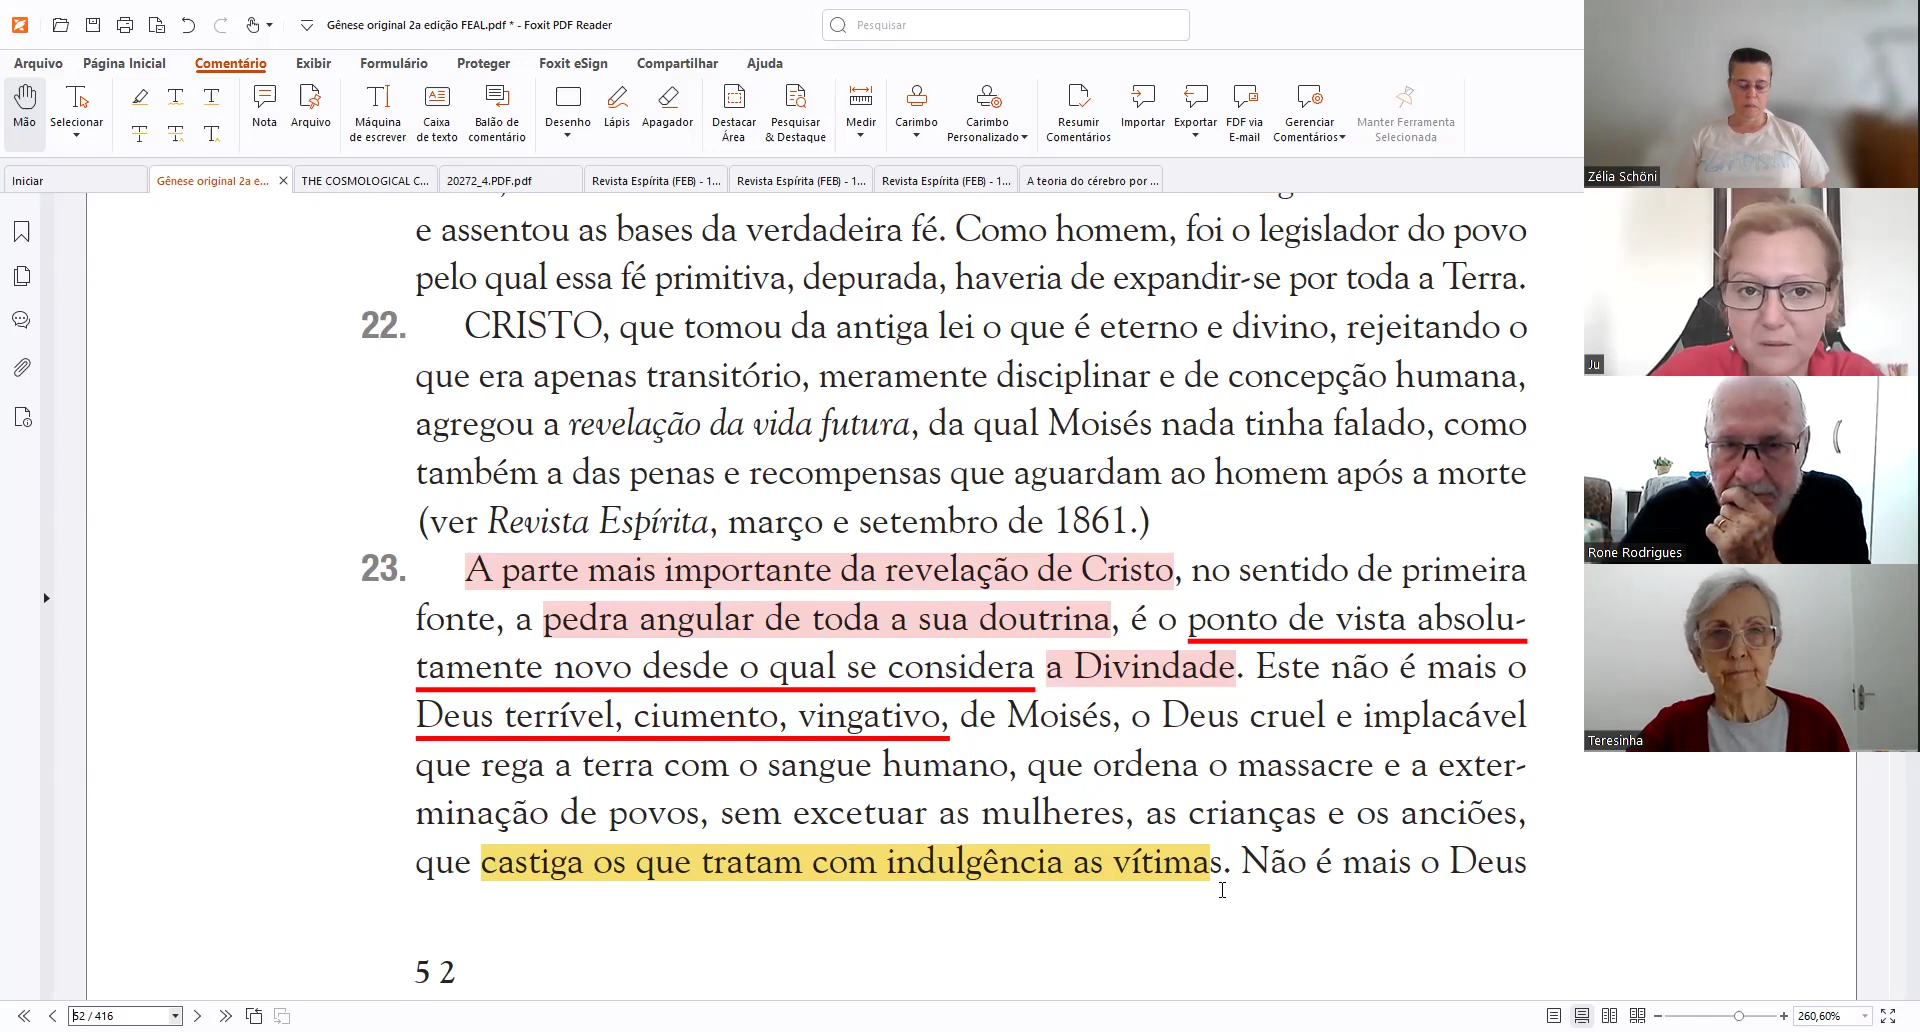 Gênese original 2a edição FEAL.pdf * - Foxit PDF Reader
Pesquisar
Arquivo Página Inicial Comentário Exibir Formulário Proteger Foxit eSign Compartilhar Ajuda
Mão
Selecionar
Nota
Arquivo
Máquina
de escrever
Caixa
de texto
Balão de
comentário
Desenho
Lápis
Apagador
Destacar
Área
Pesquisar
& Destaque
Medir
Carimbo
Carimbo
Personalizado
Resumir
Comentários
Importar
Exportar
FDF via
E-mail
Gerenciar
Comentários
Manter Ferramenta
Selecionada
Iniciar
Gênese original 2a e...
THE COSMOLOGICAL C...
20272_4.PDF.pdf
Revista Espírita (FEB) - 1...
Revista Espírita (FEB) - 1...
Revista Espírita (FEB) - 1...
A teoria do cérebro por ...
e assentou as bases da verdadeira fé. Como homem, foi o legislador do povo
pelo qual essa fé primitiva, depurada, haveria de expandir-se por toda a Terra.
22. CRISTO, que tomou da antiga lei o que é eterno e divino, rejeitando o
que era apenas transitório, meramente disciplinar e de concepção humana,
agregou a revelação da vida futura, da qual Moisés nada tinha falado, como
também a das penas e recompensas que aguardam ao homem após a morte
(ver Revista Espírita, março e setembro de 1861.)
23. A parte mais importante da revelação de Cristo, no sentido de primeira
fonte, a pedra angular de toda a sua doutrina, é o ponto de vista absolu-
tamente novo desde o qual se considera a Divindade. Este não é mais o
Deus terrível, ciumento, vingativo, de Moisés, o Deus cruel e implacável
que rega a terra com o sangue humano, que ordena o massacre e a exter-
minação de povos, sem excetuar as mulheres, as crianças e os anciões,
que castiga os que tratam com indulgência as vítimas. Não é mais o Deus
52
52 / 416
260,60%
Zélia Schöni
Ju
Rone Rodrigues
Teresinha